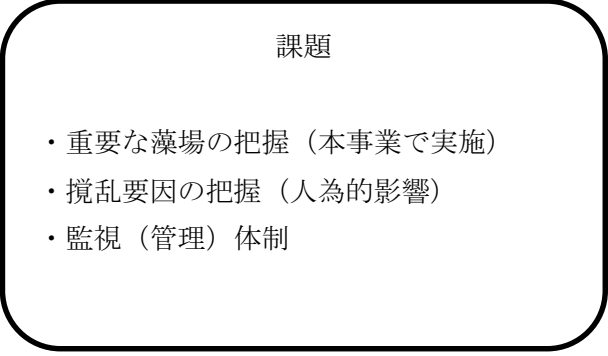 課題
・重要な藻場の把握（本事業で実施）
・撹乱要因の把握（人為的影響）
・監視（管理）体制